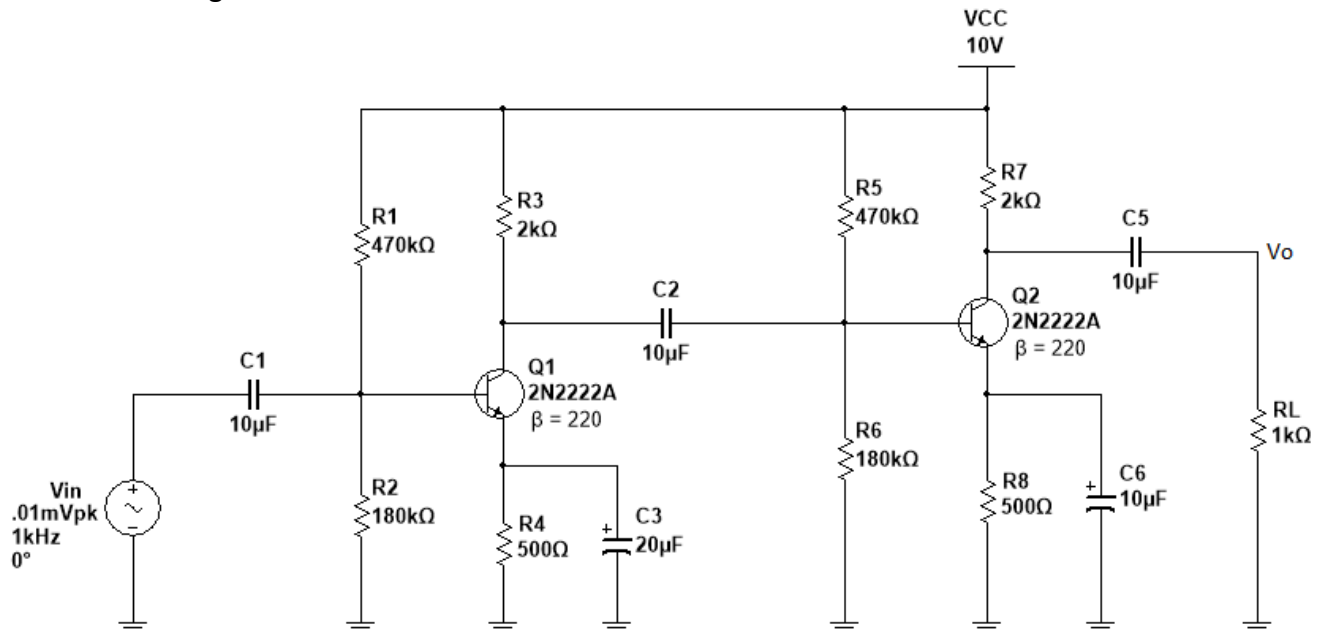 VCC
10V
R1
470kΩ
R3
2kΩ
R5
470kΩ
R7
2kΩ
C5
10µF
Vo
C2
10µF
Q2
2N2222A
β = 220
C1
10µF
Q1
2N2222A
β = 220
R6
180kΩ
RL
1kΩ
Vin
.01mVpk
1kHz
0°
R2
180kΩ
R4
500Ω
C3
20µF
R8
500Ω
C6
10µF